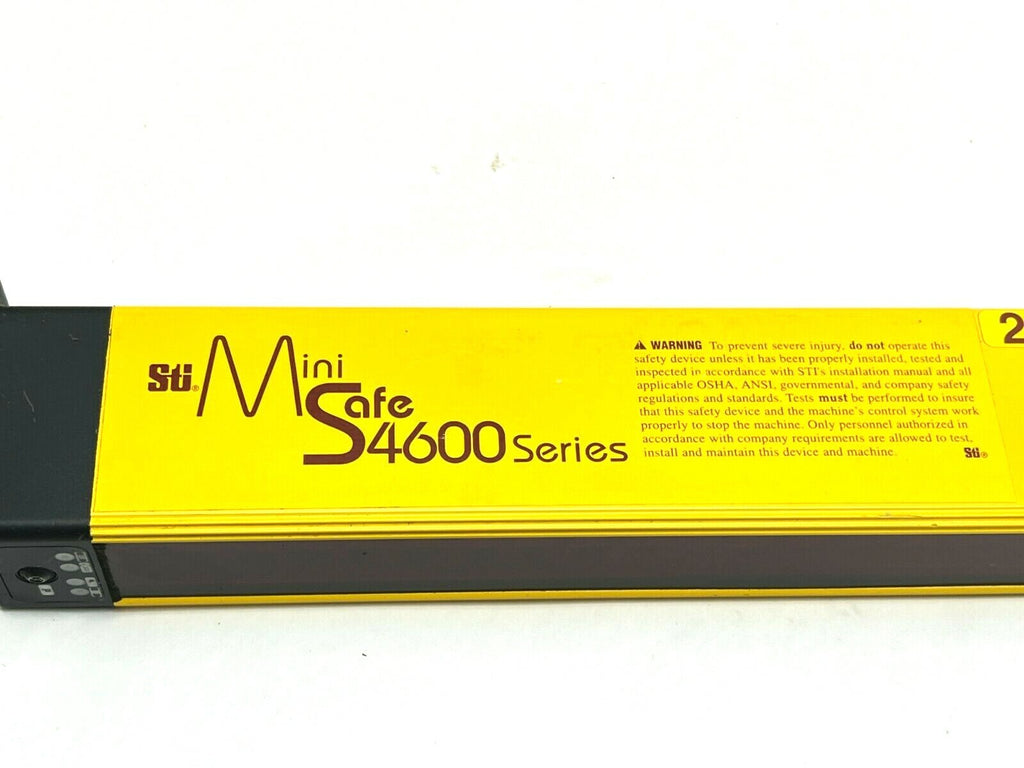 Sti® Mini
Safe
S4600 Series
⚠ WARNING To prevent severe injury, do not operate this
safety device unless it has been properly installed, tested and
inspected in accordance with STI's installation manual and all
applicable OSHA, ANSI, governmental, and company safety
regulations and standards. Tests must be performed to insure
that this safety device and the machine's control system work
properly to stop the machine. Only personnel authorized in
accordance with company requirements are allowed to test,
install and maintain this device and machine.
Sti®
2